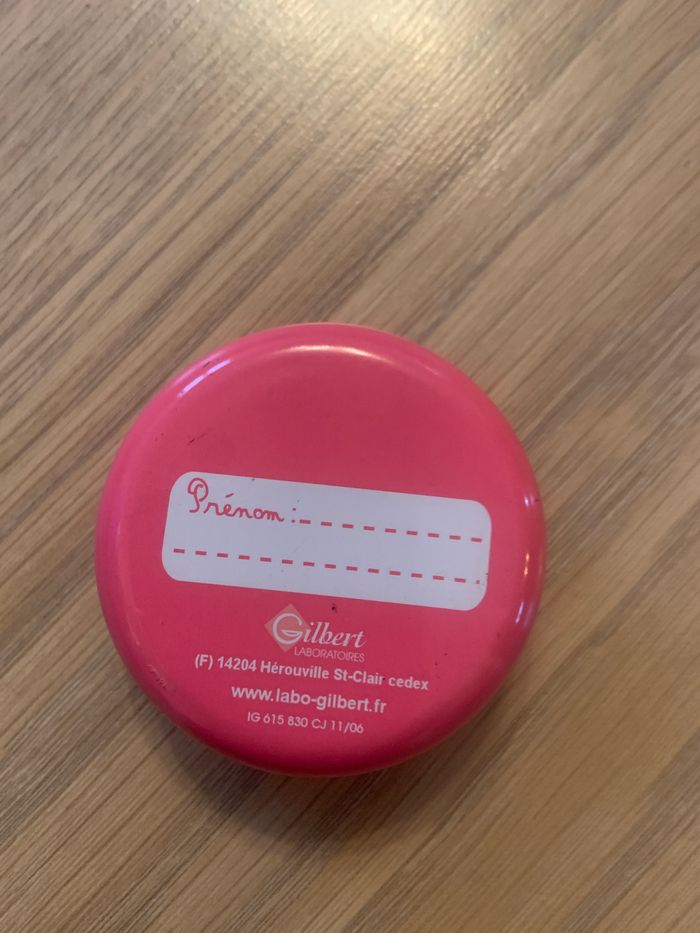 Prénom :
Gilbert
LABORATOIRES
(F) 14204 Hérouville St-Clair cedex
www.labo-gilbert.fr
IG 615 830 CJ 11/06